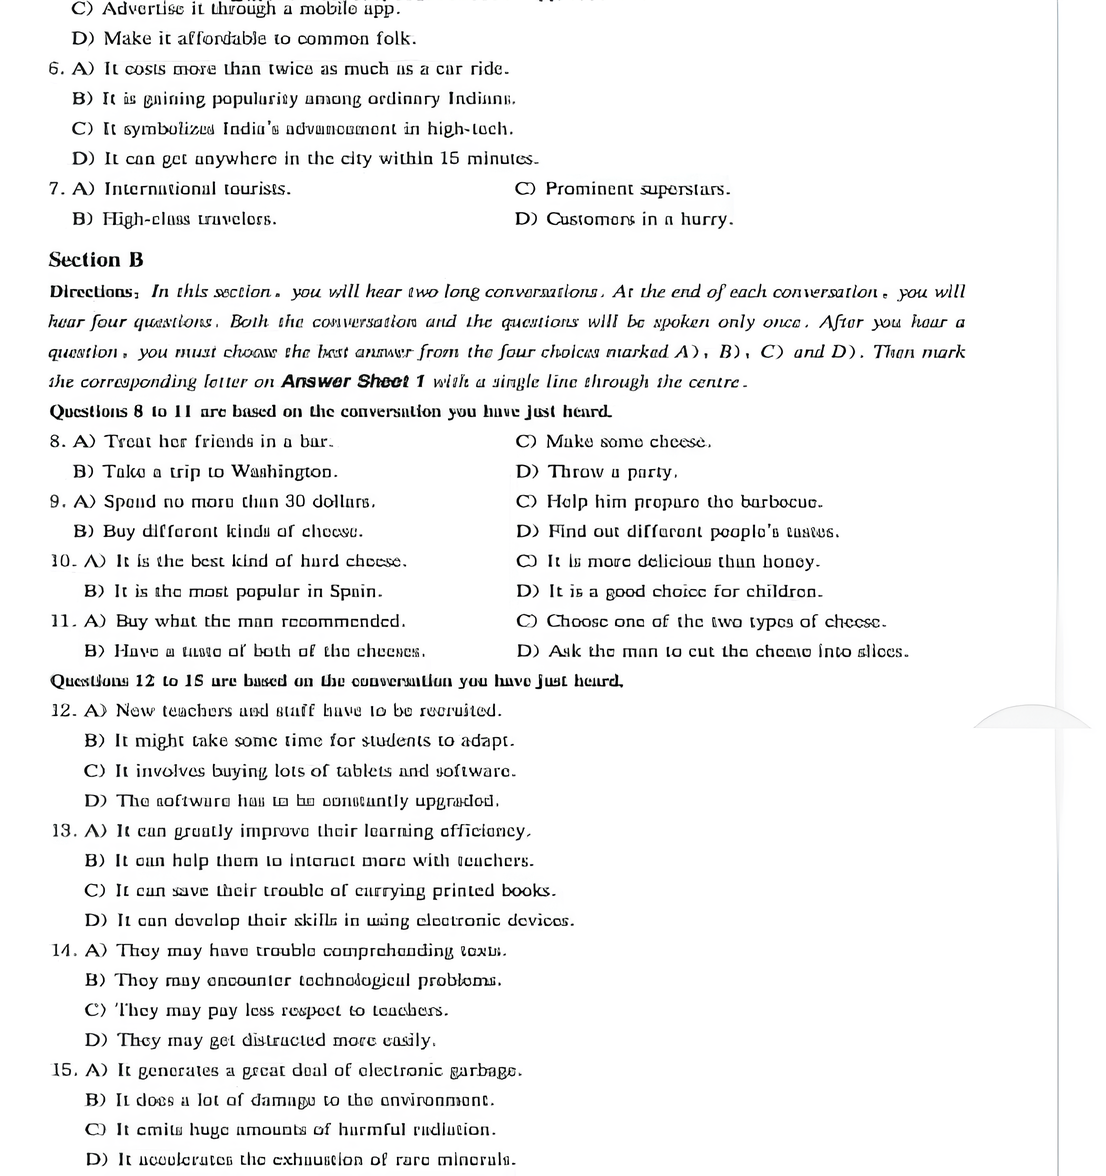 C) Advertise it through a mobile app.
D) Make it affordable to common folk.
6. A) It costs more than twice as much as a car ride.
B) It is gaining popularity among ordinary Indians.
C) It symbolizes India's advancement in high-tech.
D) It can get anywhere in the city within 15 minutes.
7. A) International tourists.
C) Prominent superstars.
B) High-class travelers.
D) Customers in a hurry.
Section B
Directions: In this section, you will hear two long conversations. At the end of each conversation, you will
hear four questions. Both the conversation and the questions will be spoken only once. After you hear a
question, you must choose the best answer from the four choices marked A), B), C) and D). Then mark
the corresponding letter on Answer Sheet 1 with a single line through the centre.
Questions 8 to 11 are based on the conversation you have just heard.
8. A) Treat her friends in a bar.
C) Make some cheese.
B) Take a trip to Washington.
D) Throw a party.
9. A) Spend no more than 30 dollars.
C) Help him prepare the barbecue.
B) Buy different kinds of cheese.
D) Find out different people's tastes.
10. A) It is the best kind of hard cheese.
C) It is more delicious than honey.
B) It is the most popular in Spain.
D) It is a good choice for children.
11. A) Buy what the man recommended.
C) Choose one of the two types of cheese.
B) Have a taste of both of the cheeses.
D) Ask the man to cut the cheese into slices.
Questions 12 to 15 are based on the conversation you have just heard.
12. A) New teachers and staff have to be recruited.
B) It might take some time for students to adapt.
C) It involves buying lots of tablets and software.
D) The software has to be constantly upgraded.
13. A) It can greatly improve their learning efficiency.
B) It can help them to interact more with teachers.
C) It can save their trouble of carrying printed books.
D) It can develop their skills in using electronic devices.
14. A) They may have trouble comprehending texts.
B) They may encounter technological problems.
C) They may pay less respect to teachers.
D) They may get distracted more easily.
15. A) It generates a great deal of electronic garbage.
B) It does a lot of damage to the environment.
C) It emits huge amounts of harmful radiation.
D) It accelerates the exhaustion of rare minerals.